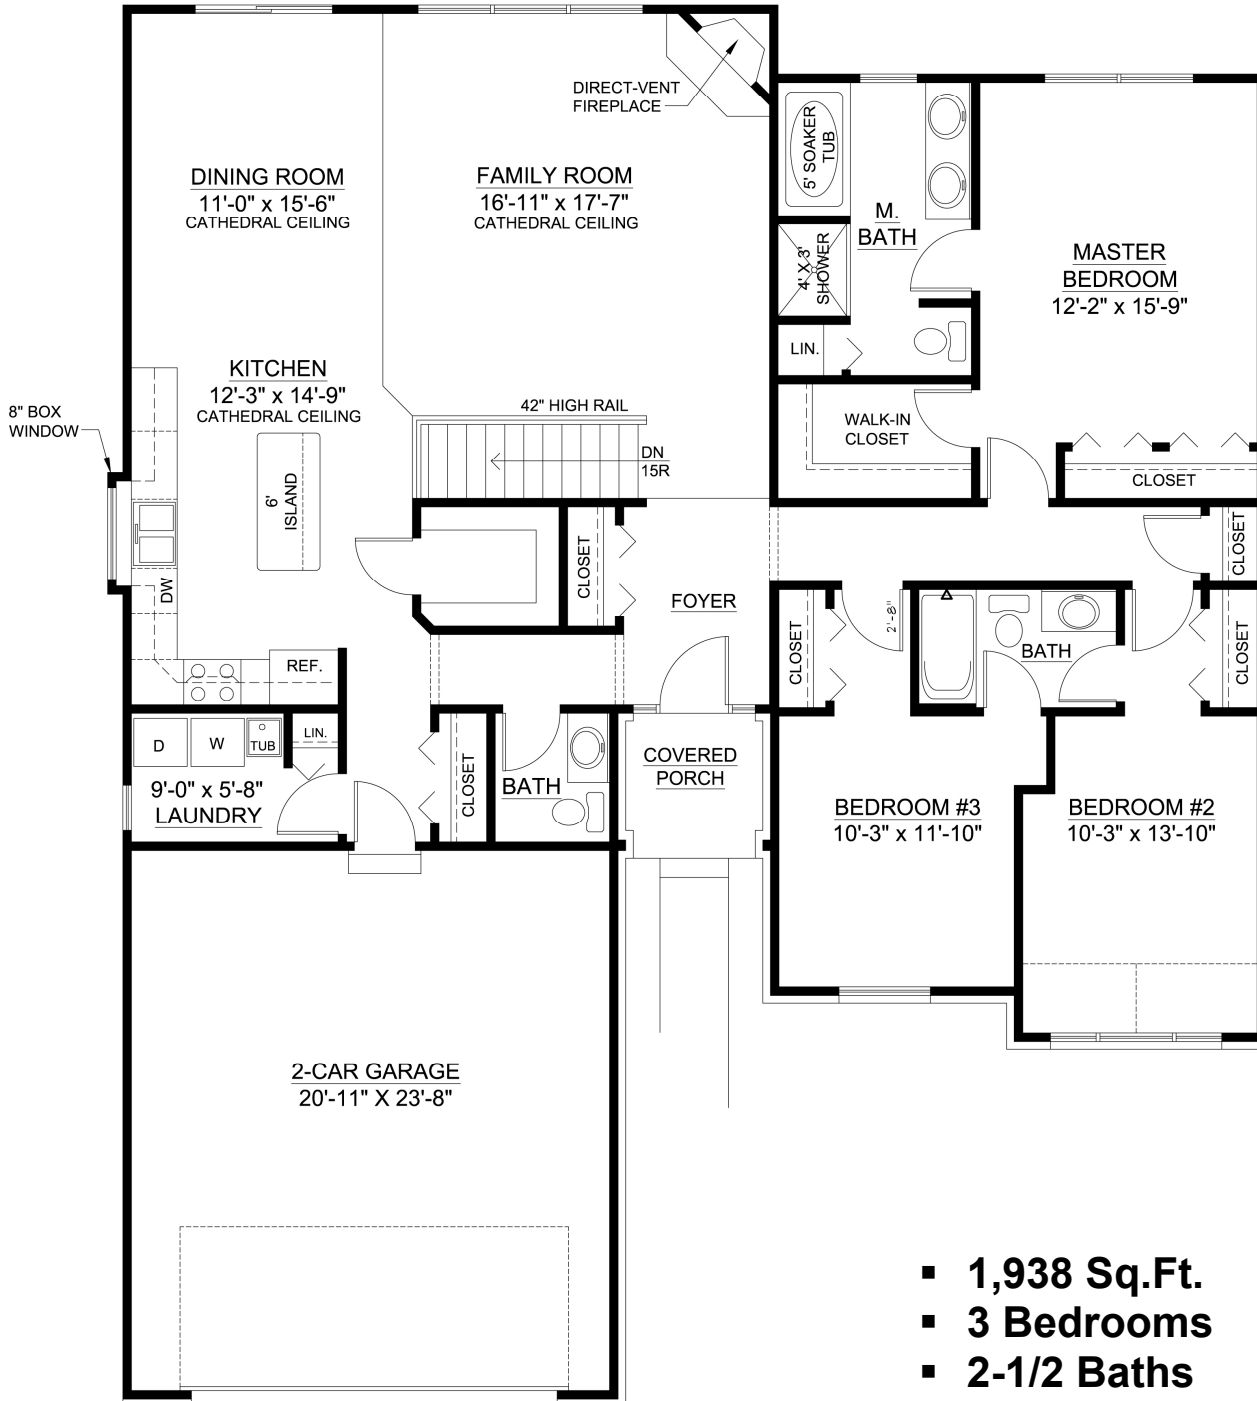 DIRECT-VENT
FIREPLACE
DINING ROOM
11'-0" x 15'-6"
CATHEDRAL CEILING
FAMILY ROOM
16'-11" x 17'-7"
CATHEDRAL CEILING
5' SOAKER
TUB
M.
BATH
4' X 3'
SHOWER
LIN.
MASTER
BEDROOM
12'-2" x 15'-9"
KITCHEN
12'-3" x 14'-9"
CATHEDRAL CEILING
8" BOX
WINDOW
42" HIGH RAIL
DN
15R
WALK-IN
CLOSET
CLOSET
6'
ISLAND
DW
CLOSET
FOYER
CLOSET
REF.
CLOSET
2'-8"
BATH
CLOSET
D
W
TUB
LIN.
9'-0" x 5'-8"
LAUNDRY
CLOSET
BATH
COVERED
PORCH
BEDROOM #3
10'-3" x 11'-10"
BEDROOM #2
10'-3" x 13'-10"
2-CAR GARAGE
20'-11" X 23'-8"
▪ 1,938 Sq.Ft.
▪ 3 Bedrooms
▪ 2-1/2 Baths